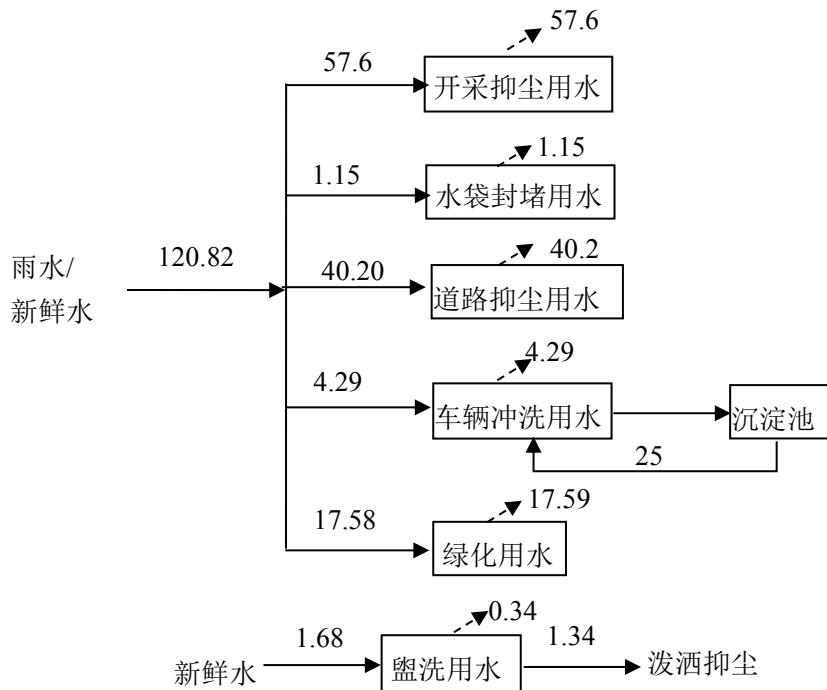 57.6
57.6
开采抑尘用水
1.15
1.15
水袋封堵用水
雨水/
新鲜水
120.82
40.20
40.2
道路抑尘用水
4.29
4.29
车辆冲洗用水
沉淀池
25
17.58
17.59
绿化用水
新鲜水
1.68
0.34
盥洗用水
1.34
泼洒抑尘